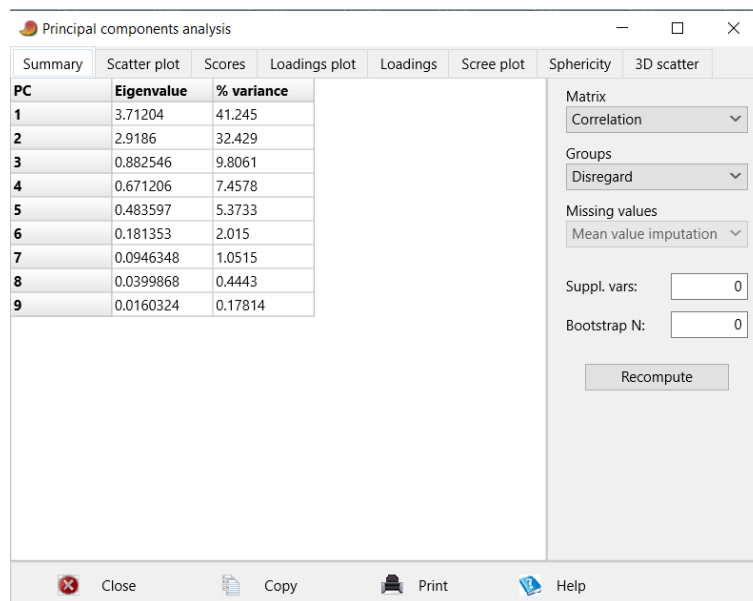 Principal components analysis
Summary Scatter plot Scores Loadings plot Loadings Scree plot Sphericity 3D scatter
PC Eigenvalue % variance
1 3.71204 41.245
2 2.9186 32.429
3 0.882546 9.8061
4 0.671206 7.4578
5 0.483597 5.3733
6 0.181353 2.015
7 0.0946348 1.0515
8 0.0399868 0.4443
9 0.0160324 0.17814
Matrix
Correlation
Groups
Disregard
Missing values
Mean value imputation
Suppl. vars: 0
Bootstrap N: 0
Recompute
Close Copy Print Help